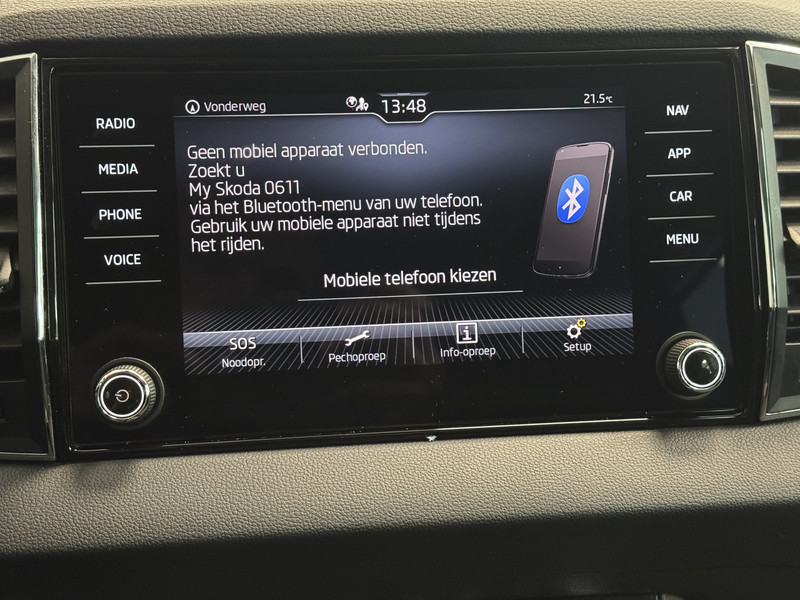 Vonderweg
13:48
21.5°C
RADIO
MEDIA
PHONE
VOICE
Geen mobiel apparaat verbonden.
Zoekt u
My Skoda 0611
via het Bluetooth-menu van uw telefoon.
Gebruik uw mobiele apparaat niet tijdens
het rijden.
Mobiele telefoon kiezen
SOS
Noodopr.
Pechoproep
Info-oproep
Setup
NAV
APP
CAR
MENU